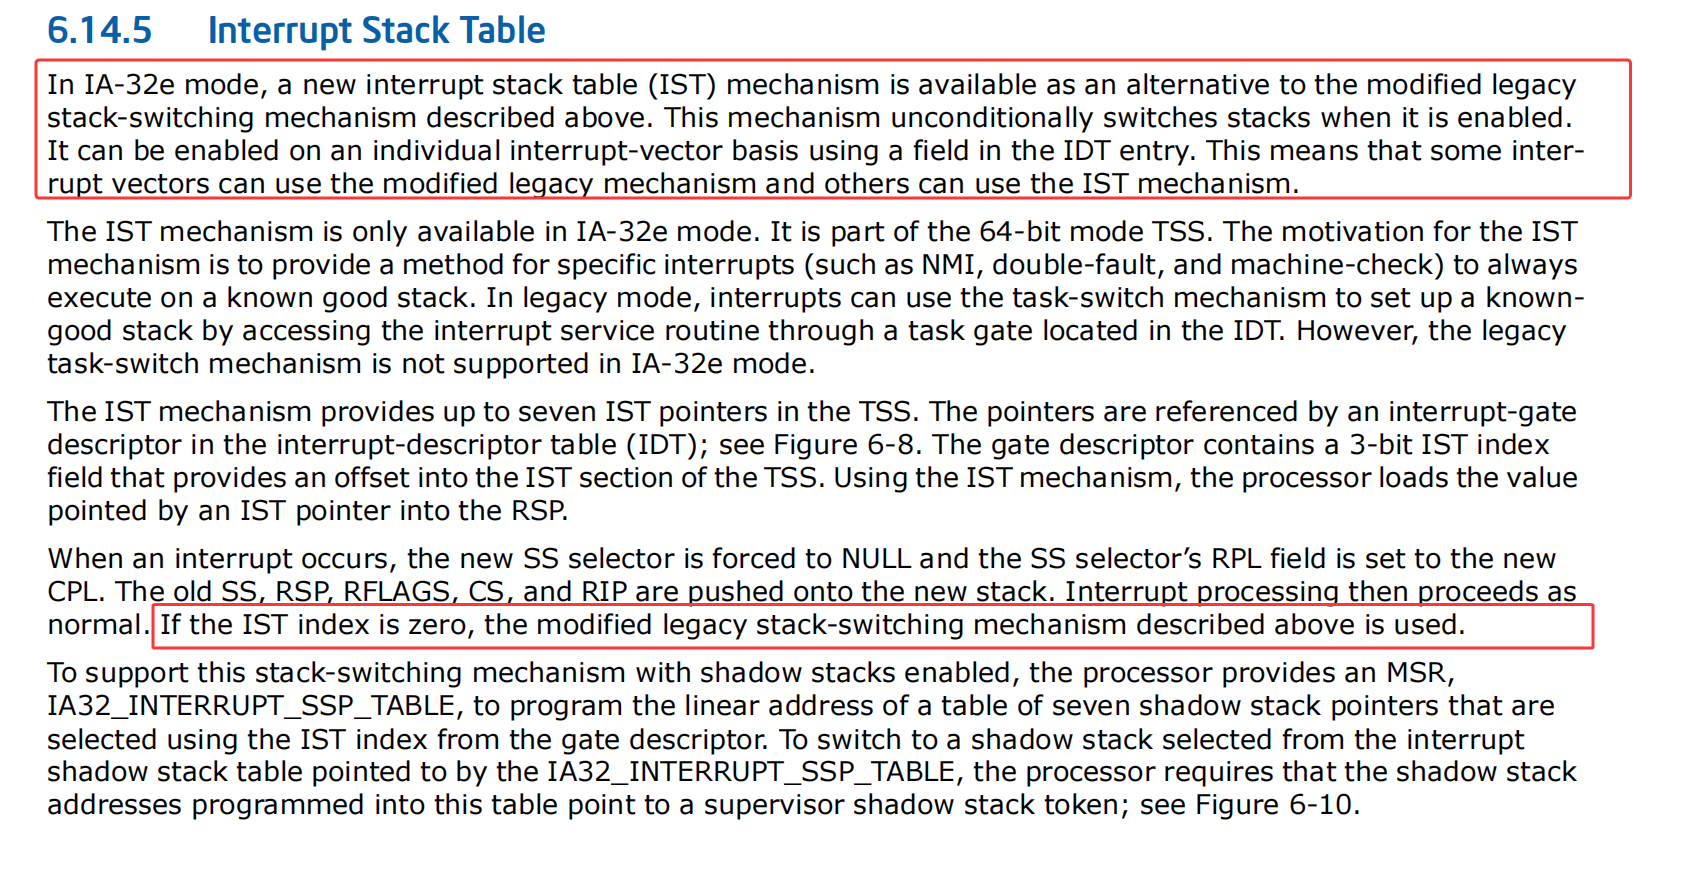 6.14.5 Interrupt Stack Table
In IA-32e mode, a new interrupt stack table (IST) mechanism is available as an alternative to the modified legacy
stack-switching mechanism described above. This mechanism unconditionally switches stacks when it is enabled.
It can be enabled on an individual interrupt-vector basis using a field in the IDT entry. This means that some inter-
rupt vectors can use the modified legacy mechanism and others can use the IST mechanism.
The IST mechanism is only available in IA-32e mode. It is part of the 64-bit mode TSS. The motivation for the IST
mechanism is to provide a method for specific interrupts (such as NMI, double-fault, and machine-check) to always
execute on a known good stack. In legacy mode, interrupts can use the task-switch mechanism to set up a known-
good stack by accessing the interrupt service routine through a task gate located in the IDT. However, the legacy
task-switch mechanism is not supported in IA-32e mode.
The IST mechanism provides up to seven IST pointers in the TSS. The pointers are referenced by an interrupt-gate
descriptor in the interrupt-descriptor table (IDT); see Figure 6-8. The gate descriptor contains a 3-bit IST index
field that provides an offset into the IST section of the TSS. Using the IST mechanism, the processor loads the value
pointed by an IST pointer into the RSP.
When an interrupt occurs, the new SS selector is forced to NULL and the SS selector’s RPL field is set to the new
CPL. The old SS, RSP, RFLAGS, CS, and RIP are pushed onto the new stack. Interrupt processing then proceeds as
normal. If the IST index is zero, the modified legacy stack-switching mechanism described above is used.
To support this stack-switching mechanism with shadow stacks enabled, the processor provides an MSR,
IA32_INTERRUPT_SSP_TABLE, to program the linear address of a table of seven shadow stack pointers that are
selected using the IST index from the gate descriptor. To switch to a shadow stack selected from the interrupt
shadow stack table pointed to by the IA32_INTERRUPT_SSP_TABLE, the processor requires that the shadow stack
addresses programmed into this table point to a supervisor shadow stack token; see Figure 6-10.